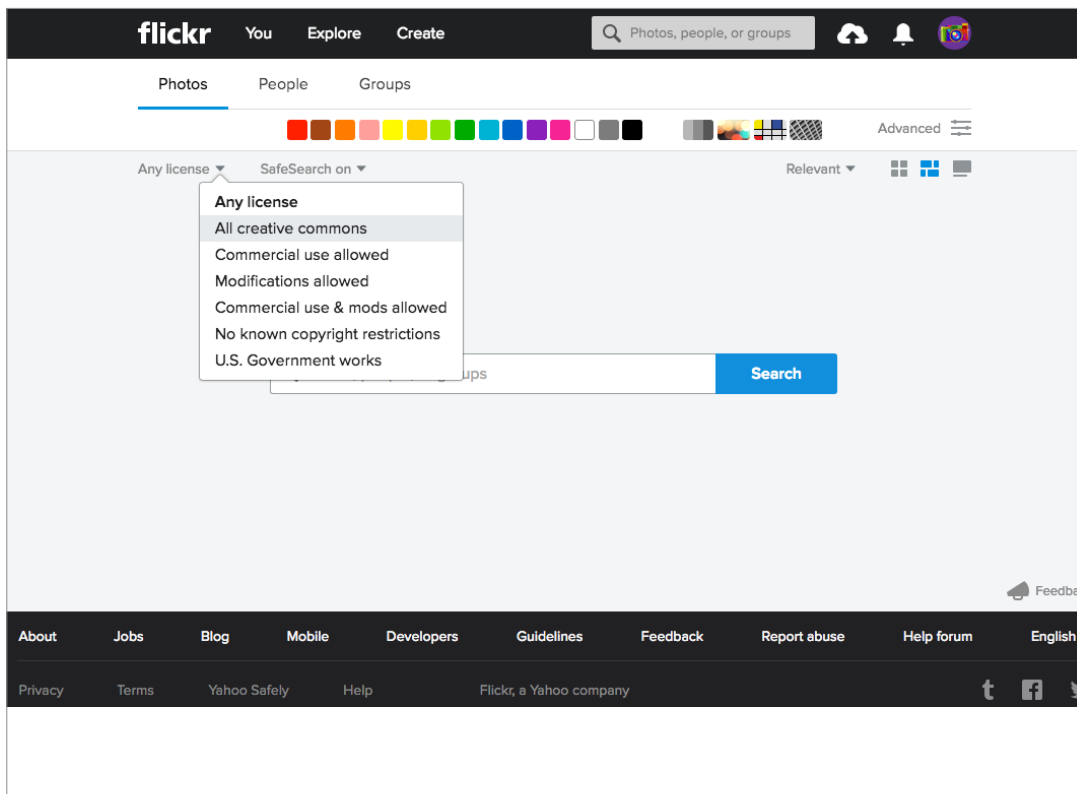 flickr You Explore Create Photos, people, or groups
Photos People Groups
Advanced
Any license SafeSearch on Relevant
Any license
All creative commons
Commercial use allowed
Modifications allowed
Commercial use & mods allowed
No known copyright restrictions
U.S. Government works
ups Search
Feedba
About Jobs Blog Mobile Developers Guidelines Feedback Report abuse Help forum English
Privacy Terms Yahoo Safely Help Flickr, a Yahoo company